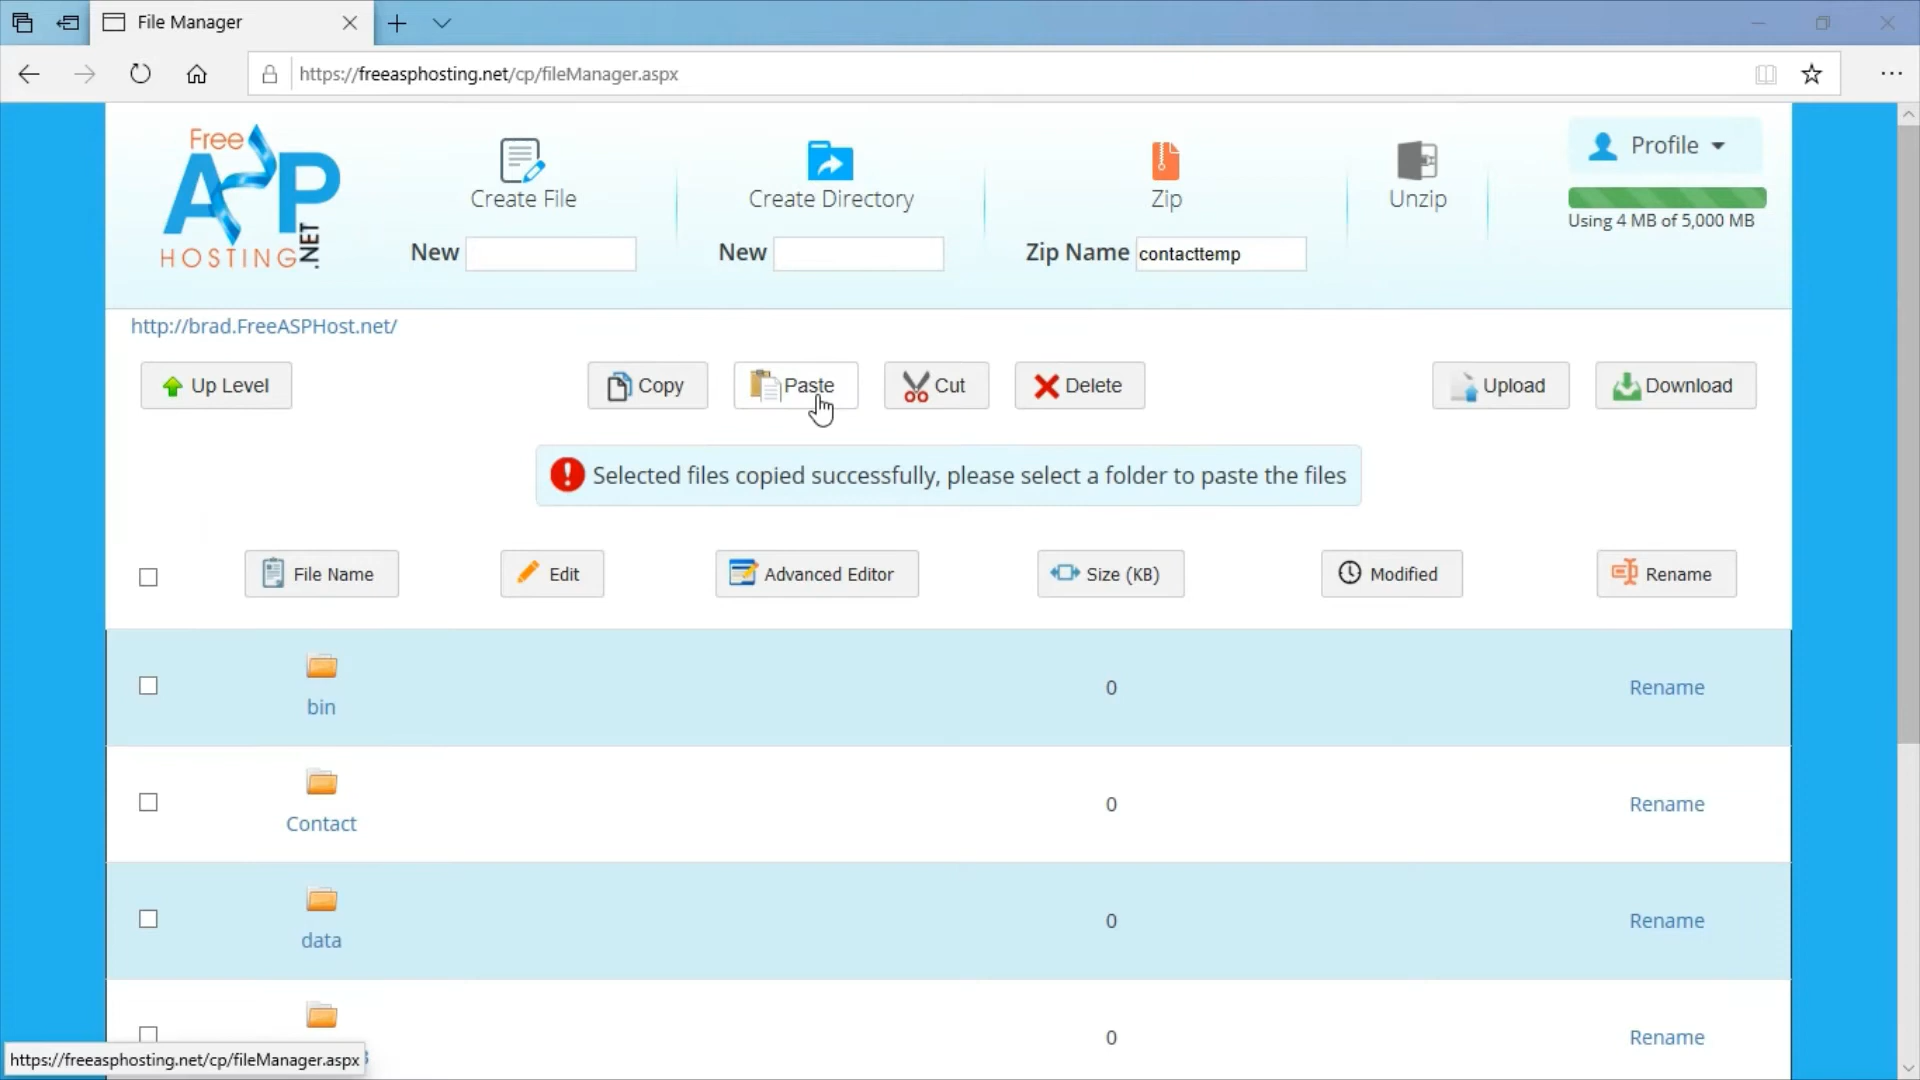 File Manager
https://freeasphosting.net/cp/fileManager.aspx
Free
ASP
HOSTING
.NET
Create File
Create Directory
Zip
Unzip
Profile
Using 4 MB of 5,000 MB
New
New
Zip Name contacttemp
http://brad.FreeASPHost.net/
Up Level
Copy
Paste
Cut
Delete
Upload
Download
! Selected files copied successfully, please select a folder to paste the files
File Name
Edit
Advanced Editor
Size (KB)
Modified
Rename
bin
0
Rename
Contact
0
Rename
data
0
Rename
0
Rename
https://freeasphosting.net/cp/fileManager.aspx